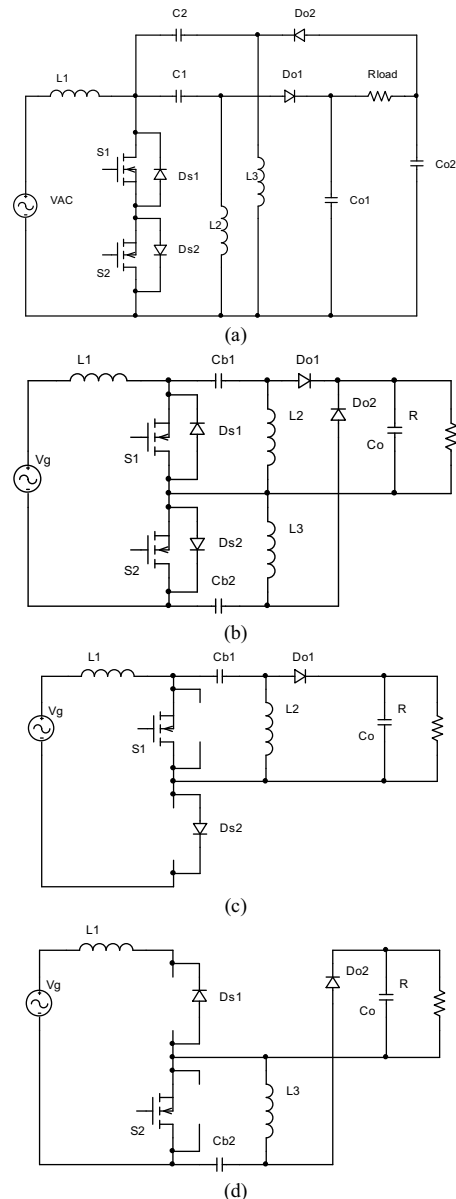 C2
Do2
L1
C1
Do1
Rload
S1
Ds1
L3
Co2
VAC
L2
Co1
Ds2
S2
(a)
L1
Cb1
Do1
Do2
Ds1
L2
R
Co
S1
Vg
Ds2
L3
S2
Cb2
(b)
L1
Cb1
Do1
Vg
L2
R
Co
S1
Ds2
(c)
L1
Do2
Vg
Ds1
R
Co
L3
S2
Cb2
(d)